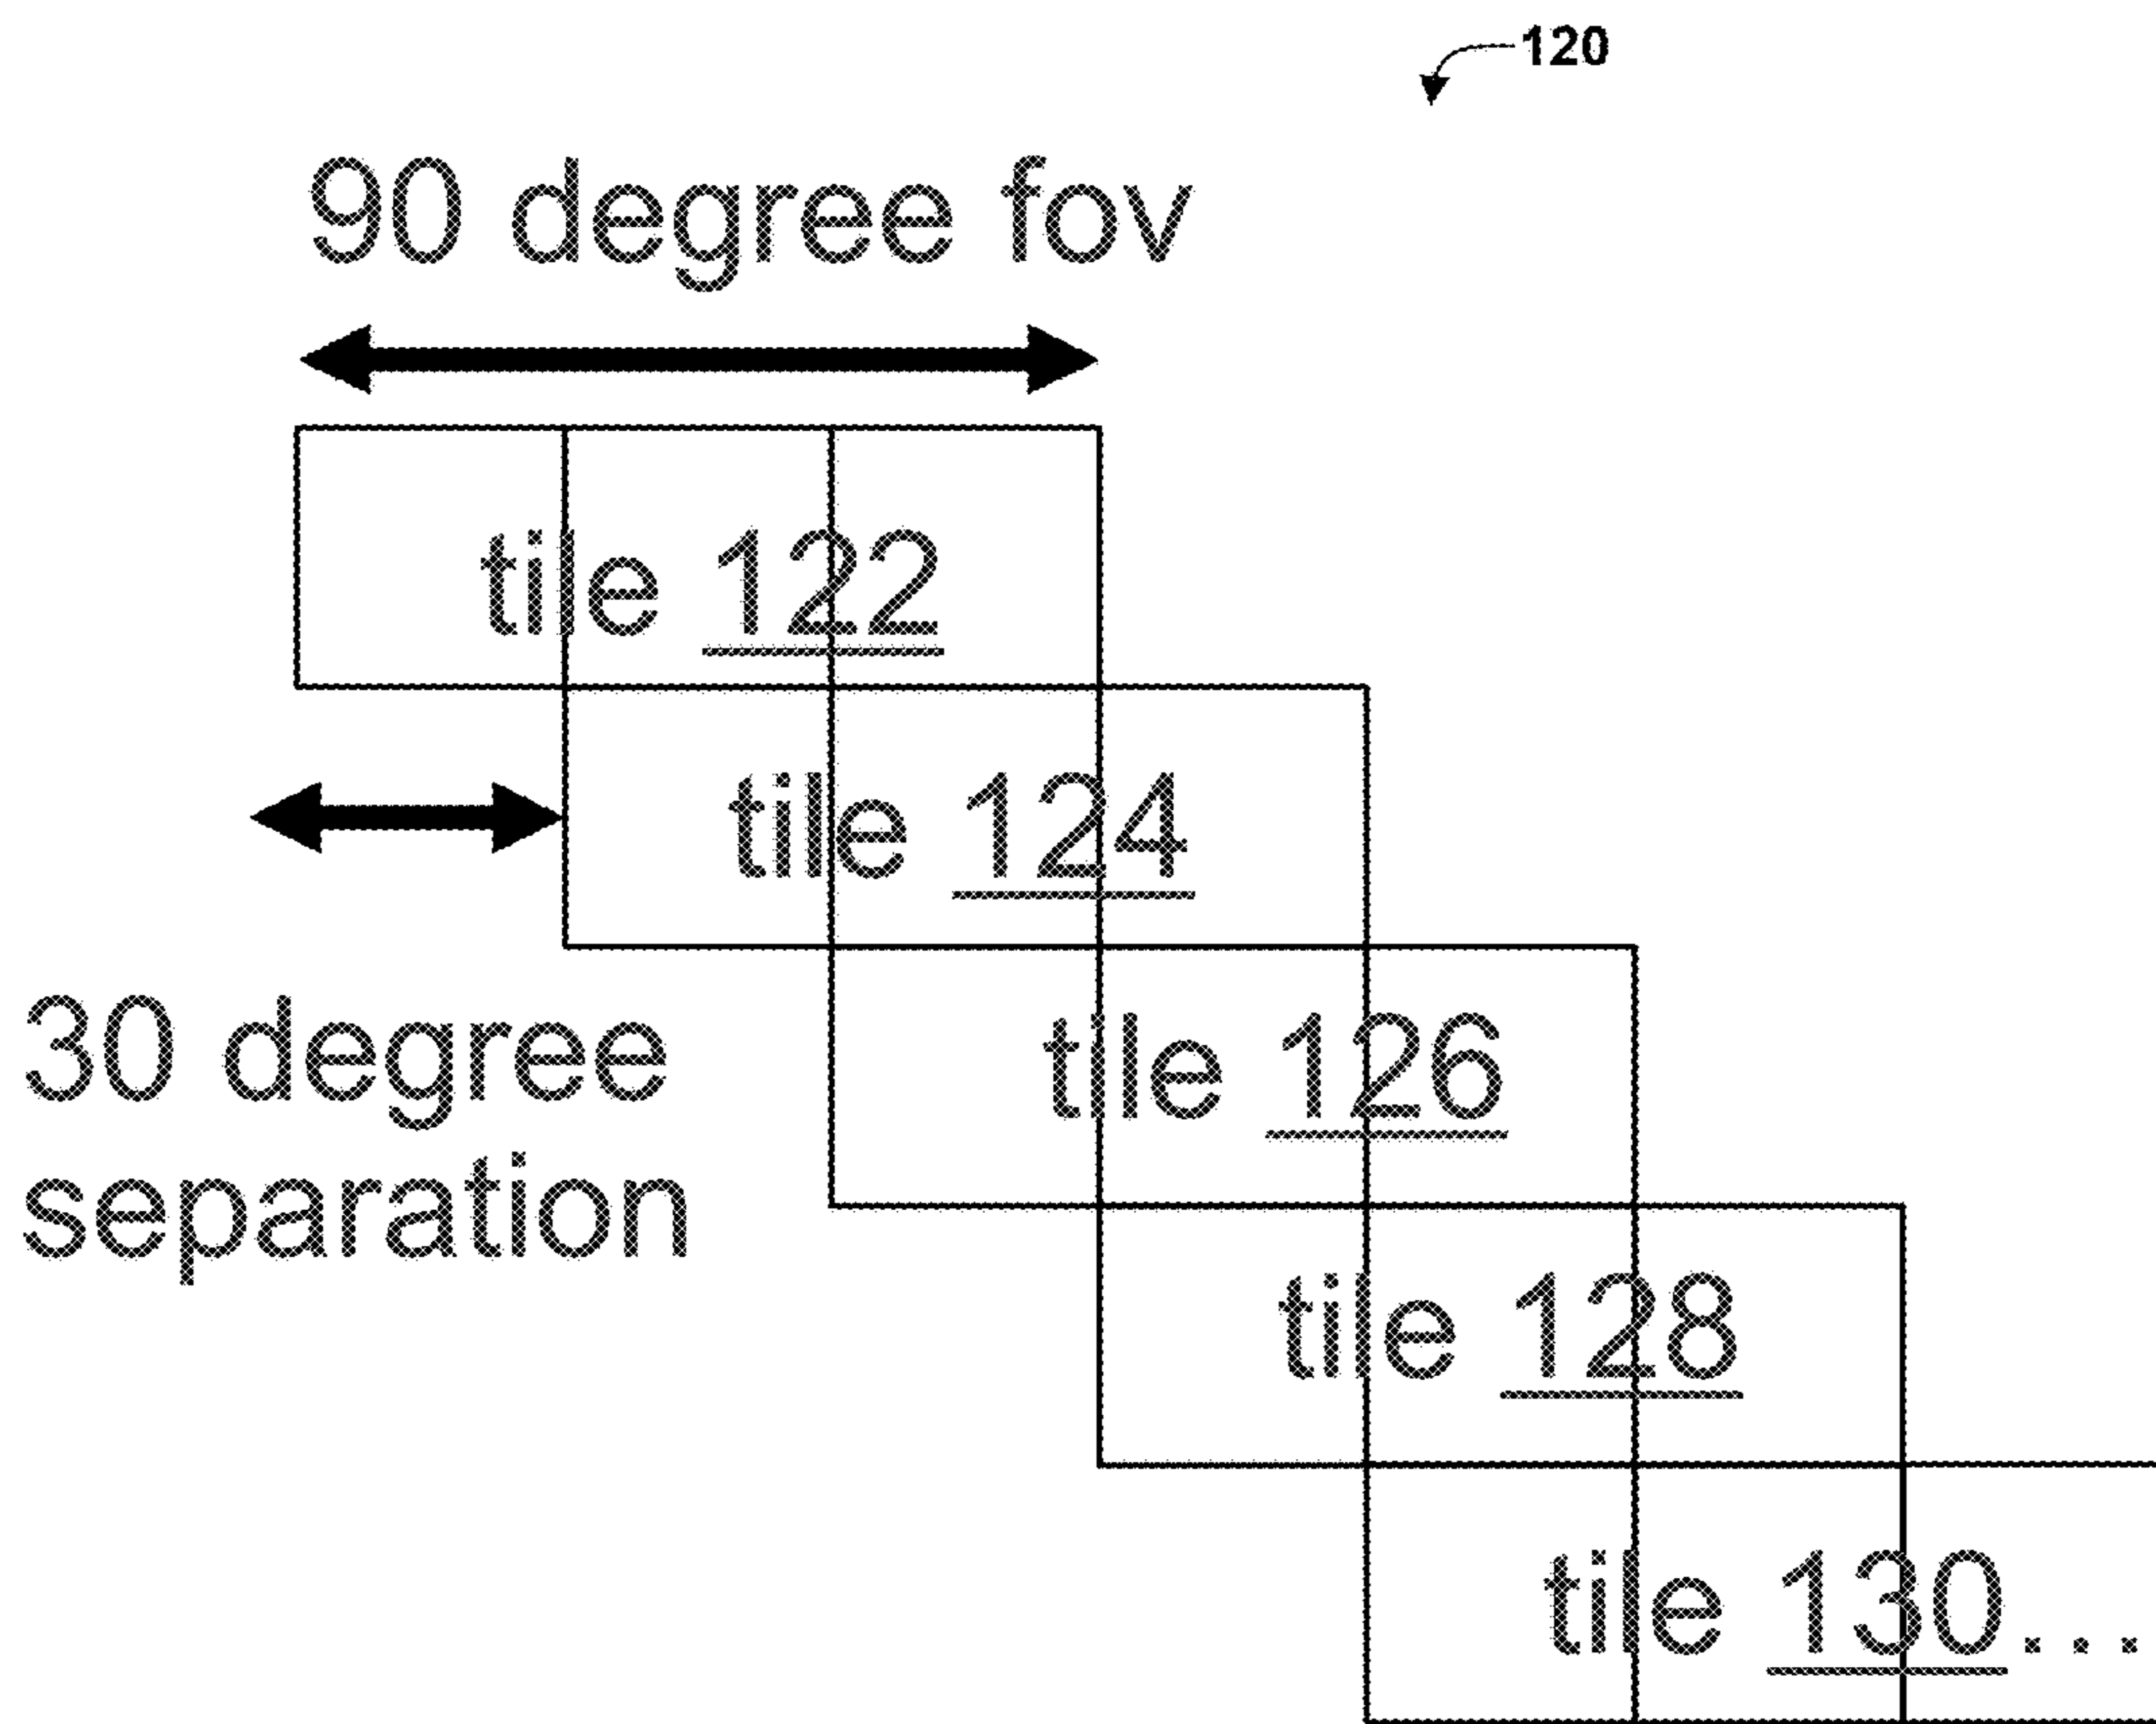 120
90 degree fov
tile 122
tile 124
30 degree
separation
tile 126
tile 128
tile 130...